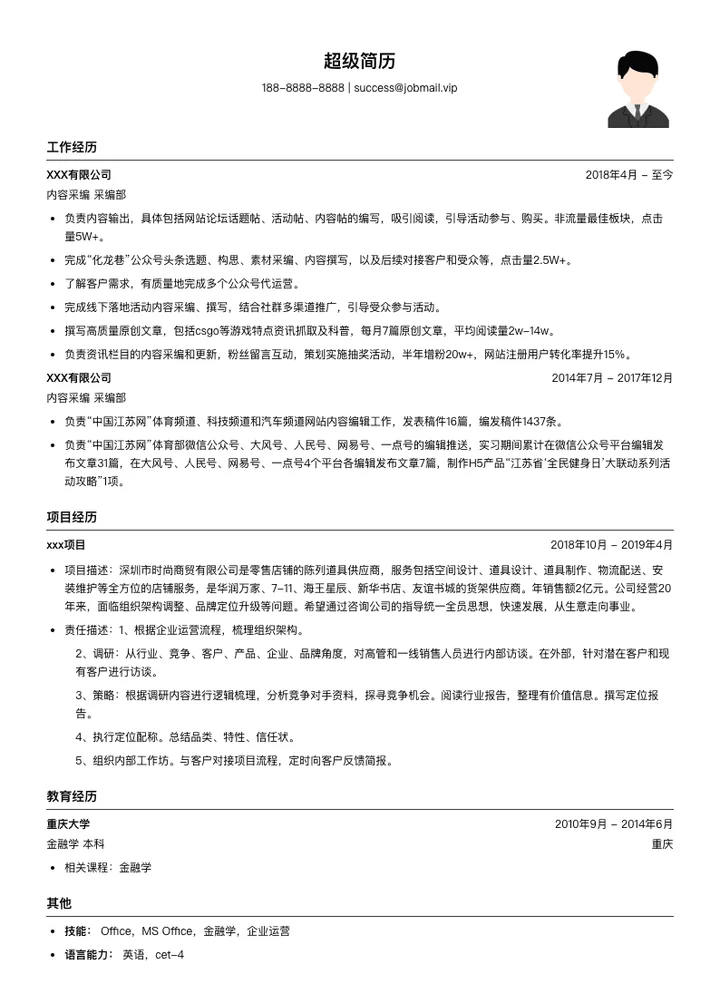 超级简历
188-8888-8888 | success@jobmail.vip
工作经历
XXX有限公司 2018年4月 - 至今
内容采编 采编部
• 负责内容输出，具体包括网站论坛话题帖、活动帖、内容帖的编写，吸引阅读，引导活动参与、购买。非流量最佳板块，点击
量5W+。
• 完成“化龙巷”公众号头条选题、构思、素材采编、内容撰写，以及后续对接客户和受众等，点击量2.5W+。
• 了解客户需求，有质量地完成多个公众号代运营。
• 完成线下落地活动内容采编、撰写，结合社群多渠道推广，引导受众参与活动。
• 撰写高质量原创文章，包括csgo等游戏特点资讯抓取及科普，每月7篇原创文章，平均阅读量2w-14w。
• 负责资讯栏目的内容采编和更新，粉丝留言互动，策划实施抽奖活动，半年增粉20w+，网站注册用户转化率提升15%。
XXX有限公司 2014年7月 - 2017年12月
内容采编 采编部
• 负责“中国江苏网”体育频道、科技频道和汽车频道网站内容编辑工作，发表稿件16篇，编发稿件1437条。
• 负责“中国江苏网”体育部微信公众号、大风号、人民号、网易号、一点号的编辑推送，实习期间累计在微信公众号平台编辑发
布文章31篇，在大风号、人民号、网易号、一点号4个平台各编辑发布文章7篇，制作H5产品“江苏省‘全民健身日’大联动系列活
动攻略”1项。
项目经历
xxx项目 2018年10月 - 2019年4月
• 项目描述：深圳市时尚商贸有限公司是零售店铺的陈列道具供应商，服务包括空间设计、道具设计、道具制作、物流配送、安
装维护等全方位的店铺服务，是华润万家、7-11、海王星辰、新华书店、友谊书城的货架供应商。年销售额2亿元。公司经营20
年来，面临组织架构调整、品牌定位升级等问题。希望通过咨询公司的指导统一全员思想，快速发展，从生意走向事业。
• 责任描述：1、根据企业运营流程，梳理组织架构。
2、调研：从行业、竞争、客户、产品、企业、品牌角度，对高管和一线销售人员进行内部访谈。在外部，针对潜在客户和现
有客户进行访谈。
3、策略：根据调研内容进行逻辑梳理，分析竞争对手资料，探寻竞争机会。阅读行业报告，整理有价值信息。撰写定位报
告。
4、执行定位配称。总结品类、特性、信任状。
5、组织内部工作坊。与客户对接项目流程，定时向客户反馈简报。
教育经历
重庆大学 2010年9月 - 2014年6月
金融学 本科 重庆
• 相关课程：金融学
其他
• 技能： Office，MS Office，金融学，企业运营
• 语言能力： 英语，cet-4